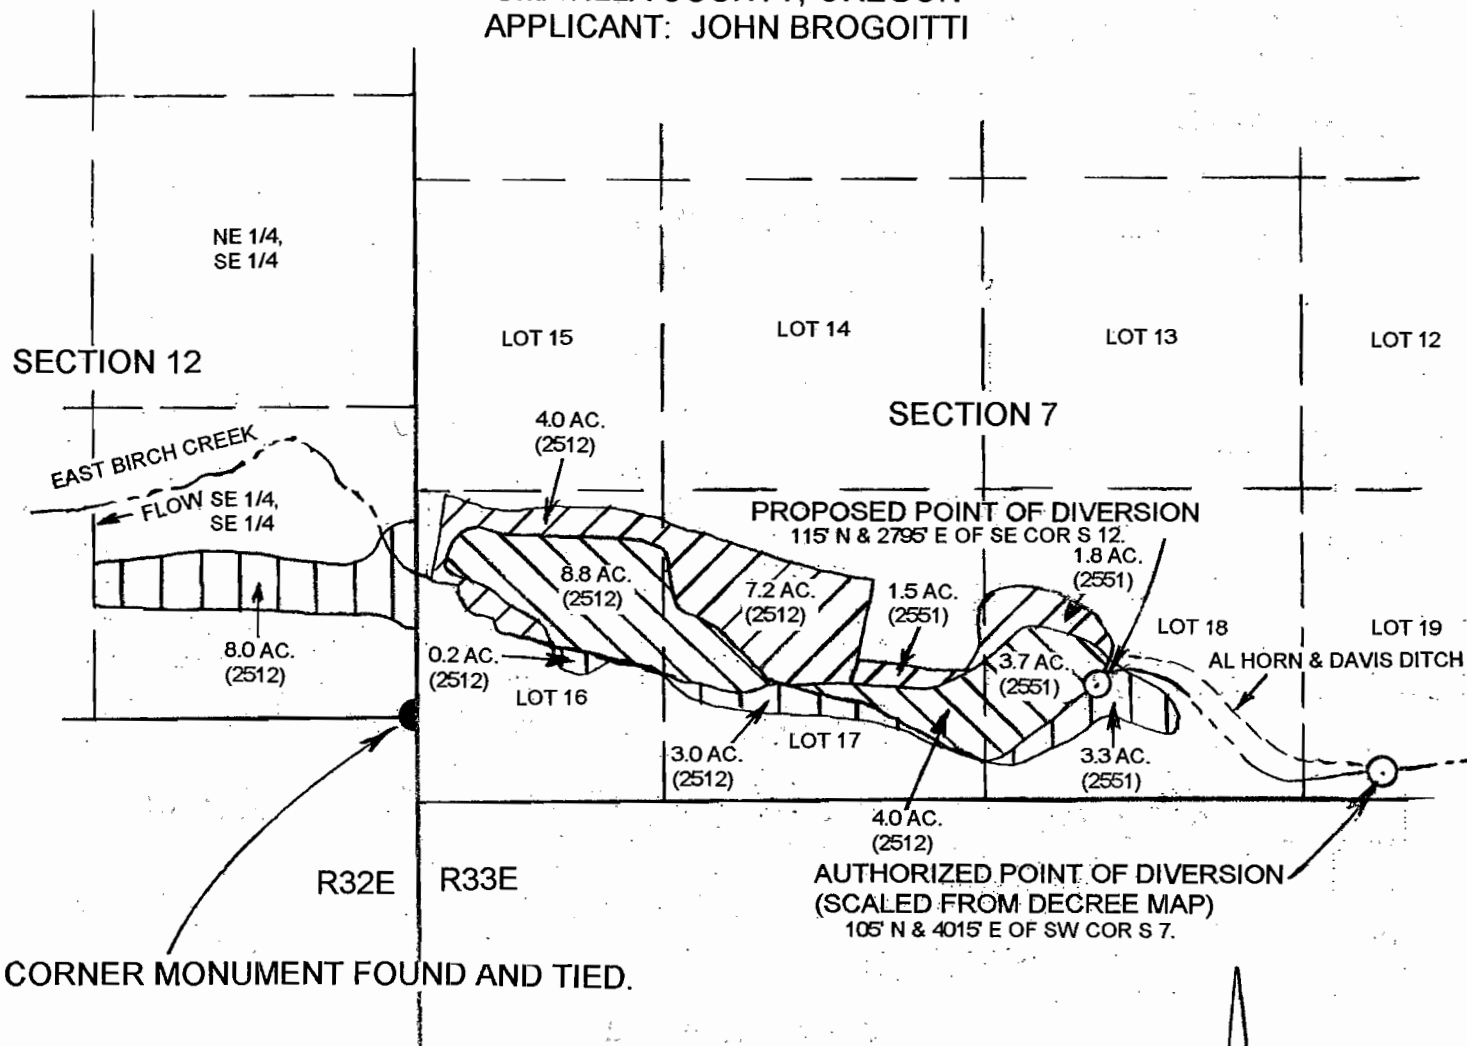 APPLICANT: JOHN BROGOITTI
NE 1/4,
SE 1/4
LOT 15
LOT 14
LOT 13
LOT 12
SECTION 12
SECTION 7
4.0 AC.
(2512)
EAST BIRCH CREEK
FLOW
SE 1/4,
SE 1/4
PROPOSED POINT OF DIVERSION
115' N & 2795' E OF SE COR S 12.
1.8 AC.
(2551)
8.8 AC.
(2512)
7.2 AC.
(2512)
1.5 AC.
(2551)
LOT 18
LOT 19
8.0 AC.
(2512)
0.2 AC.
(2512)
3.7 AC.
(2551)
AL HORN & DAVIS DITCH
LOT 16
LOT 17
3.0 AC.
(2512)
3.3 AC.
(2551)
4.0 AC.
(2512)
R32E
R33E
AUTHORIZED POINT OF DIVERSION
(SCALED FROM DECREE MAP)
105' N & 4015' E OF SW COR S 7.
CORNER MONUMENT FOUND AND TIED.